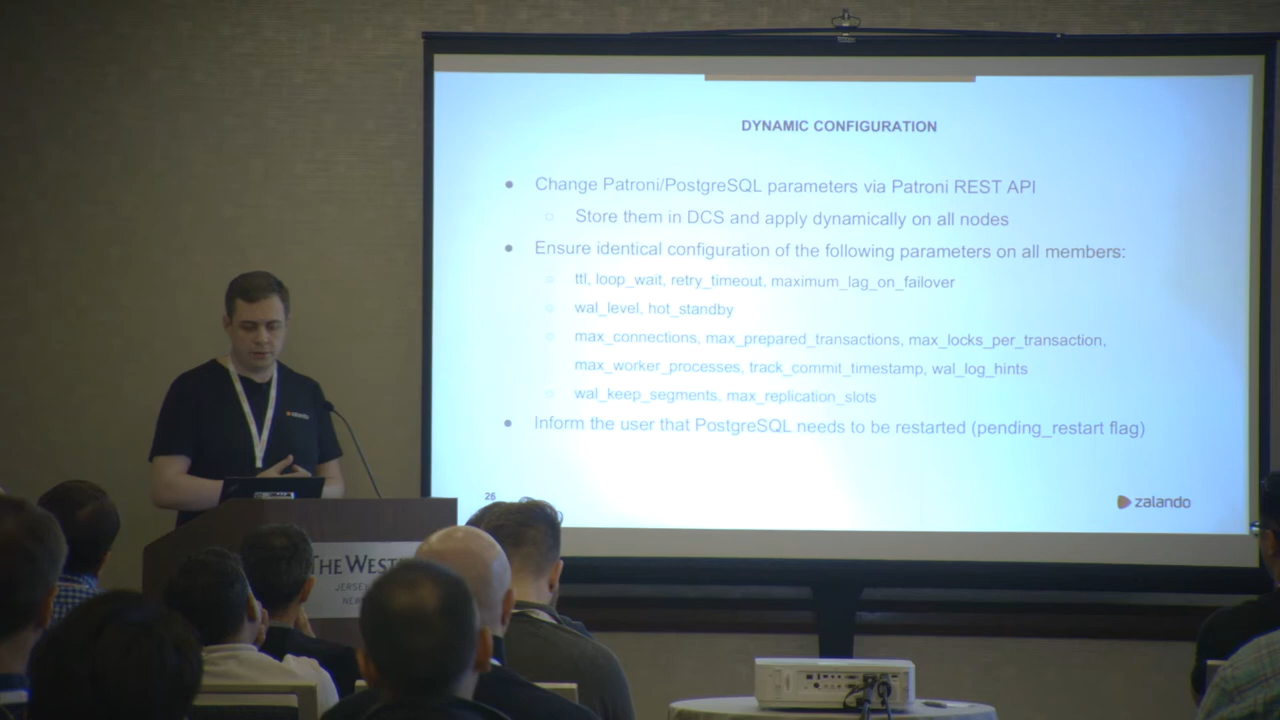 DYNAMIC CONFIGURATION
● Change Patroni/PostgreSQL parameters via Patroni REST API
○ Store them in DCS and apply dynamically on all nodes
● Ensure identical configuration of the following parameters on all members:
○ ttl, loop_wait, retry_timeout, maximum_lag_on_failover
○ wal_level, hot_standby
○ max_connections, max_prepared_transactions, max_locks_per_transaction,
max_worker_processes, track_commit_timestamp, wal_log_hints
○ wal_keep_segments, max_replication_slots
● Inform the user that PostgreSQL needs to be restarted (pending_restart flag)
26
zalando
zalando
THE WEST
JERSE
NEW